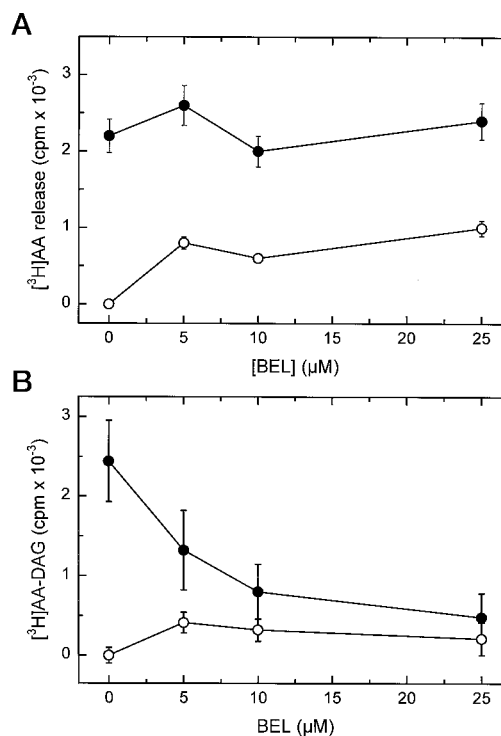 A
[³H]AA release (cpm x 10⁻³)
3
2
1
0
0 5 10 15 20 25
[BEL] (µM)
B
[³H]AA-DAG (cpm x 10⁻³)
3
2
1
0
0 5 10 15 20 25
BEL (µM)